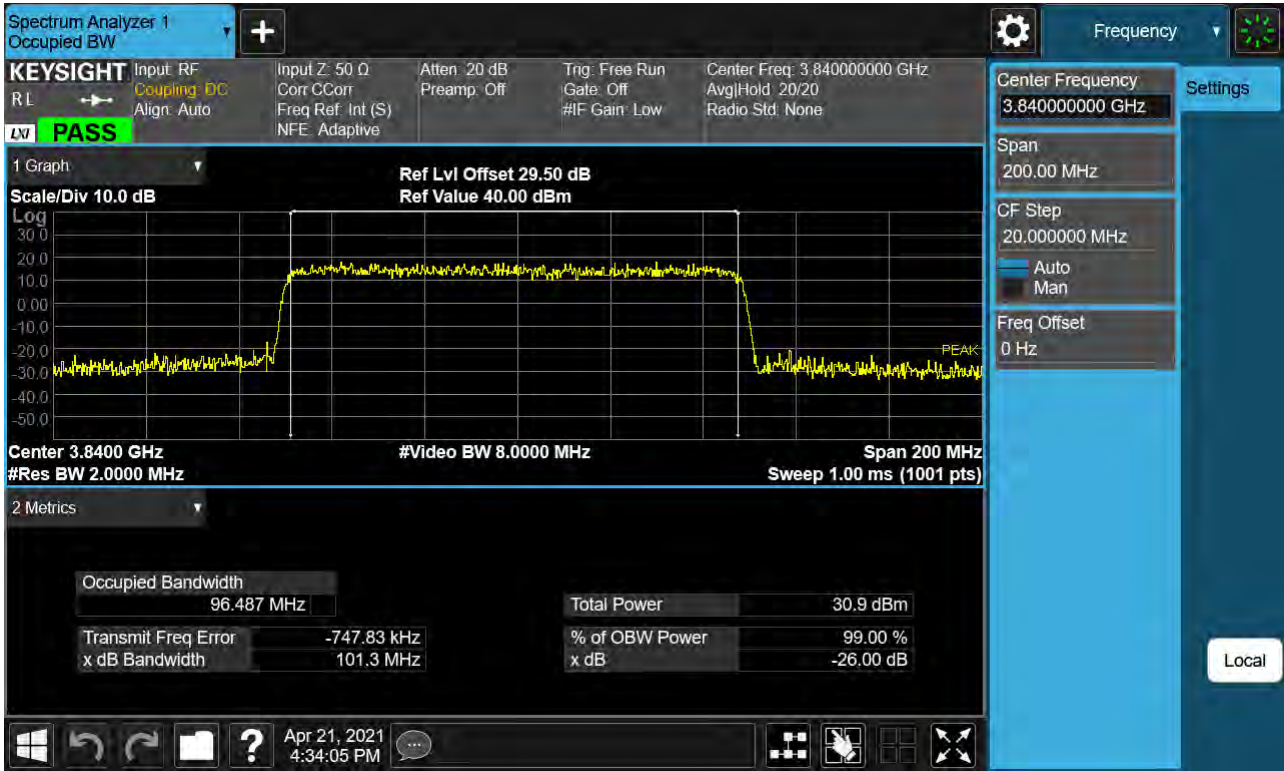 Spectrum Analyzer 1
Occupied BW
+
Frequency
KEYSIGHT
RL
LXI
PASS
Input: RF
Coupling: DC
Align: Auto
Input Z: 50 Ω
Corr CCorr
Freq Ref: Int (S)
NFE: Adaptive
Atten: 20 dB
Preamp: Off
Trig: Free Run
Gate: Off
#IF Gain: Low
Center Freq: 3.840000000 GHz
Avg|Hold: 20/20
Radio Std: None
Center Frequency
3.840000000 GHz
Settings
Span
200.00 MHz
CF Step
20.000000 MHz
Auto
Man
Freq Offset
0 Hz
Local
1 Graph
Scale/Div 10.0 dB
Ref Lvl Offset 29.50 dB
Ref Value 40.00 dBm
Log
30.0
20.0
10.0
0.00
-10.0
-20.0
-30.0
-40.0
-50.0
PEAK
Center 3.8400 GHz
#Video BW 8.0000 MHz
Span 200 MHz
#Res BW 2.0000 MHz
Sweep 1.00 ms (1001 pts)
2 Metrics
Occupied Bandwidth
96.487 MHz
Total Power 30.9 dBm
Transmit Freq Error -747.83 kHz
% of OBW Power 99.00 %
x dB Bandwidth 101.3 MHz
x dB -26.00 dB
?
Apr 21, 2021
4:34:05 PM